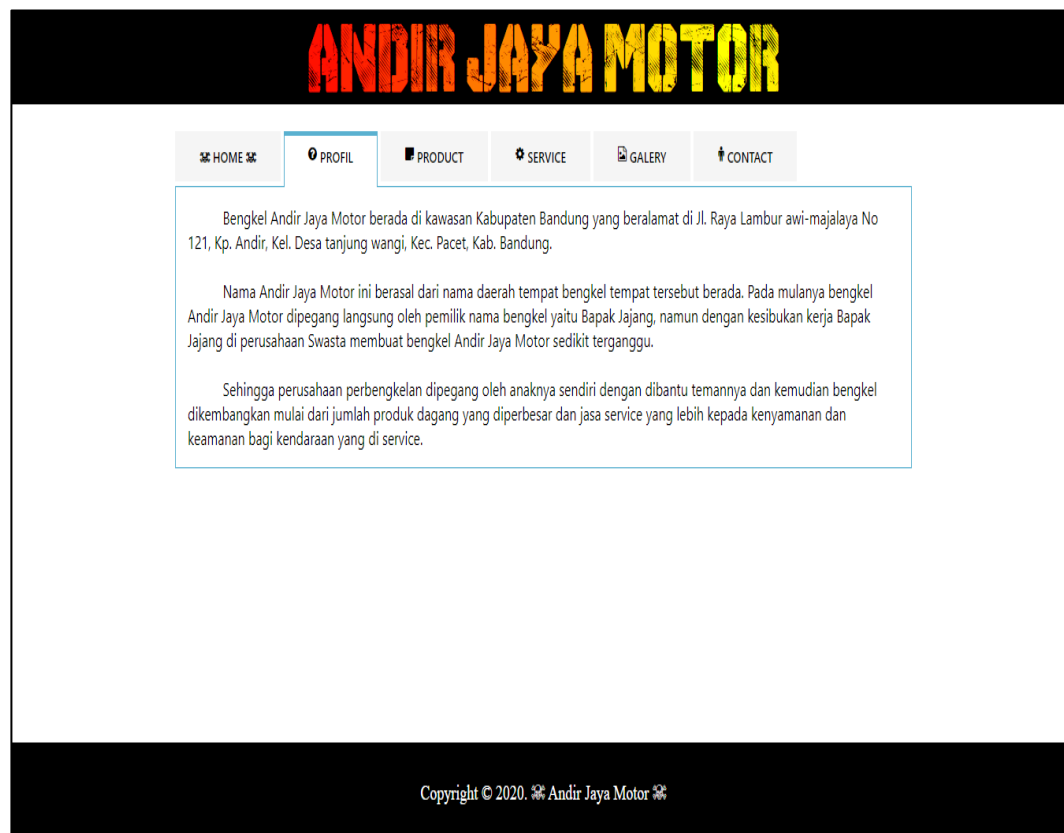 ANDIR JAYA MOTOR
☠ HOME ☠ PROFIL PRODUCT SERVICE GALERY CONTACT
Bengkel Andir Jaya Motor berada di kawasan Kabupaten Bandung yang beralamat di Jl. Raya Lambur awi-majalaya No
121, Kp. Andir, Kel. Desa tanjung wangi, Kec. Pacet, Kab. Bandung.
Nama Andir Jaya Motor ini berasal dari nama daerah tempat bengkel tempat tersebut berada. Pada mulanya bengkel
Andir Jaya Motor dipegang langsung oleh pemilik nama bengkel yaitu Bapak Jajang, namun dengan kesibukan kerja Bapak
Jajang di perusahaan Swasta membuat bengkel Andir Jaya Motor sedikit terganggu.
Sehingga perusahaan perbengkelan dipegang oleh anaknya sendiri dengan dibantu temannya dan kemudian bengkel
dikembangkan mulai dari jumlah produk dagang yang diperbesar dan jasa service yang lebih kepada kenyamanan dan
keamanan bagi kendaraan yang di service.
Copyright © 2020. ☠ Andir Jaya Motor ☠